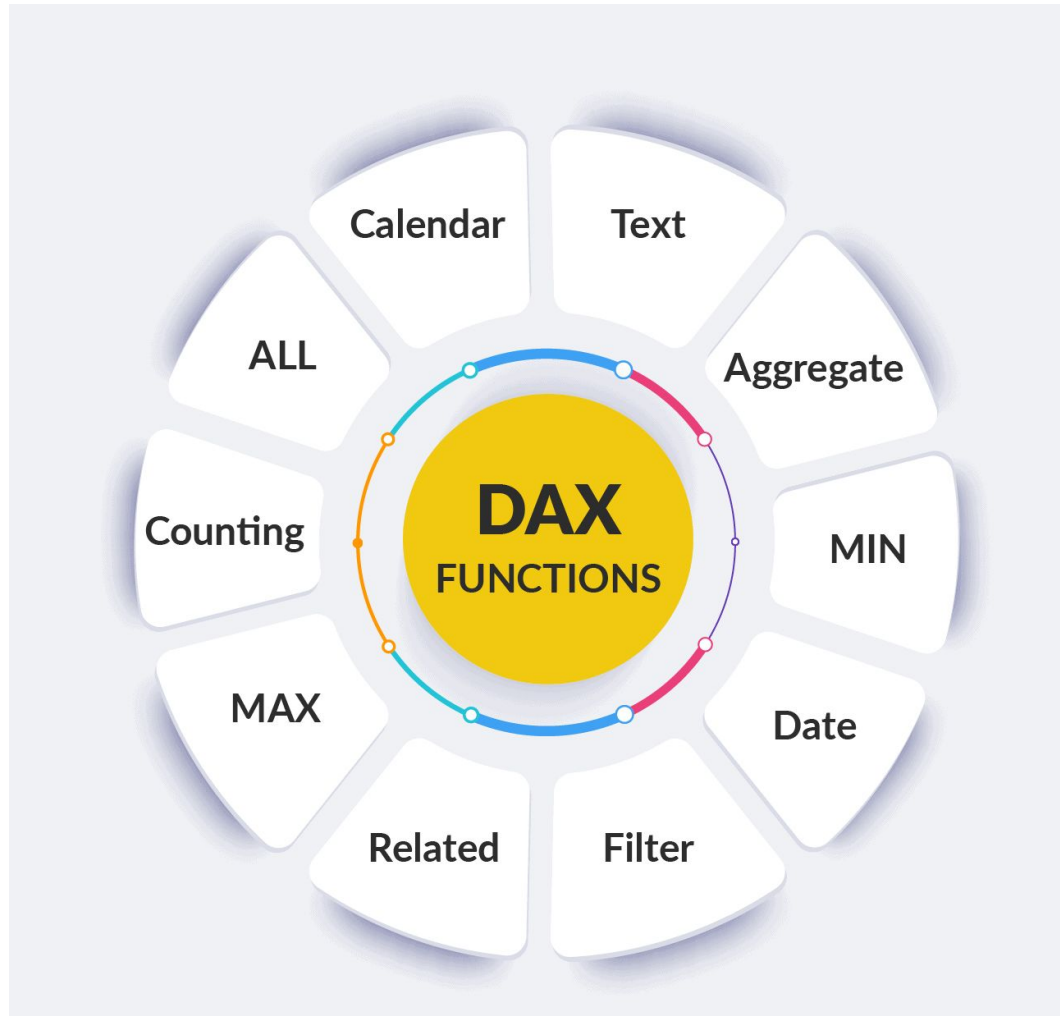 Calendar
Text
ALL
Aggregate
Counting
DAX
FUNCTIONS
MIN
MAX
Date
Related
Filter